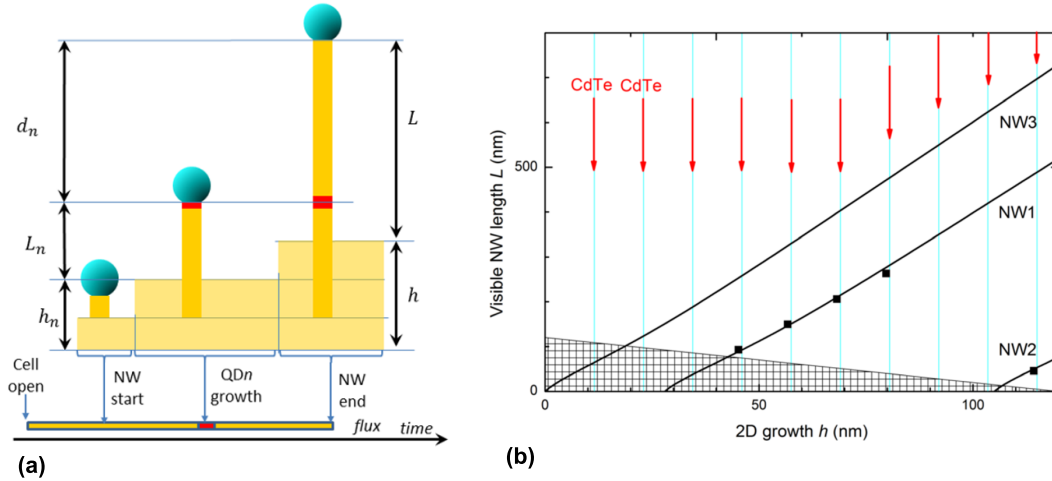 d_n
L_n
h_n
L
h
Cell
open
NW
start
QDn
growth
NW
end
flux
time
(a)
Visible NW length L (nm)
500
0
CdTe
CdTe
NW3
NW1
NW2
0
50
100
2D growth h (nm)
(b)